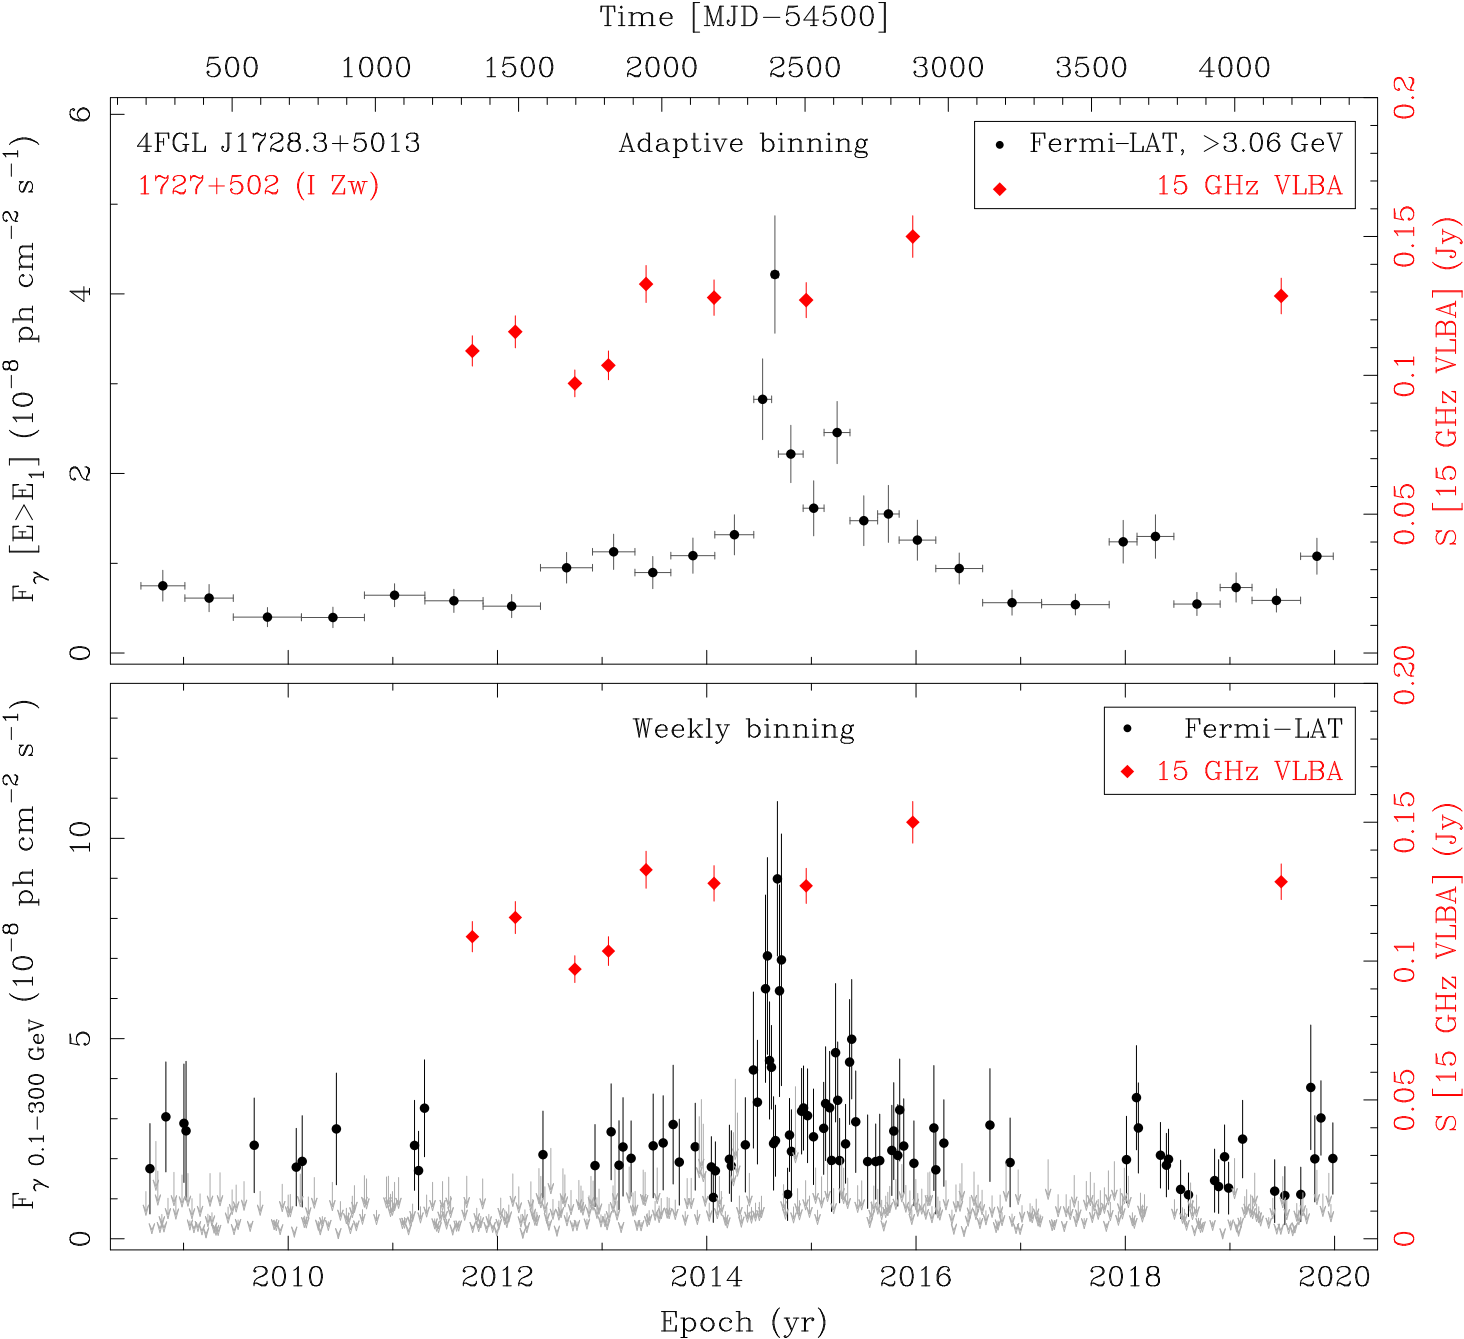 Time [MJD−54500]
500 1000 1500 2000 2500 3000 3500 4000
4FGL J1728.3+5013
1727+502 (I Zw)
Adaptive binning
Fermi−LAT, >3.06 GeV
15 GHz VLBA
F γ [E>E1] (10−8 ph cm−2 s−1)
6
4
2
0
S [15 GHz VLBA] (Jy)
0.2
0.15
0.1
0.05
0
Weekly binning
Fermi−LAT
15 GHz VLBA
F γ 0.1−300 GeV (10−8 ph cm−2 s−1)
10
5
0
S [15 GHz VLBA] (Jy)
0.2
0.15
0.1
0.05
0
2010 2012 2014 2016 2018 2020
Epoch (yr)